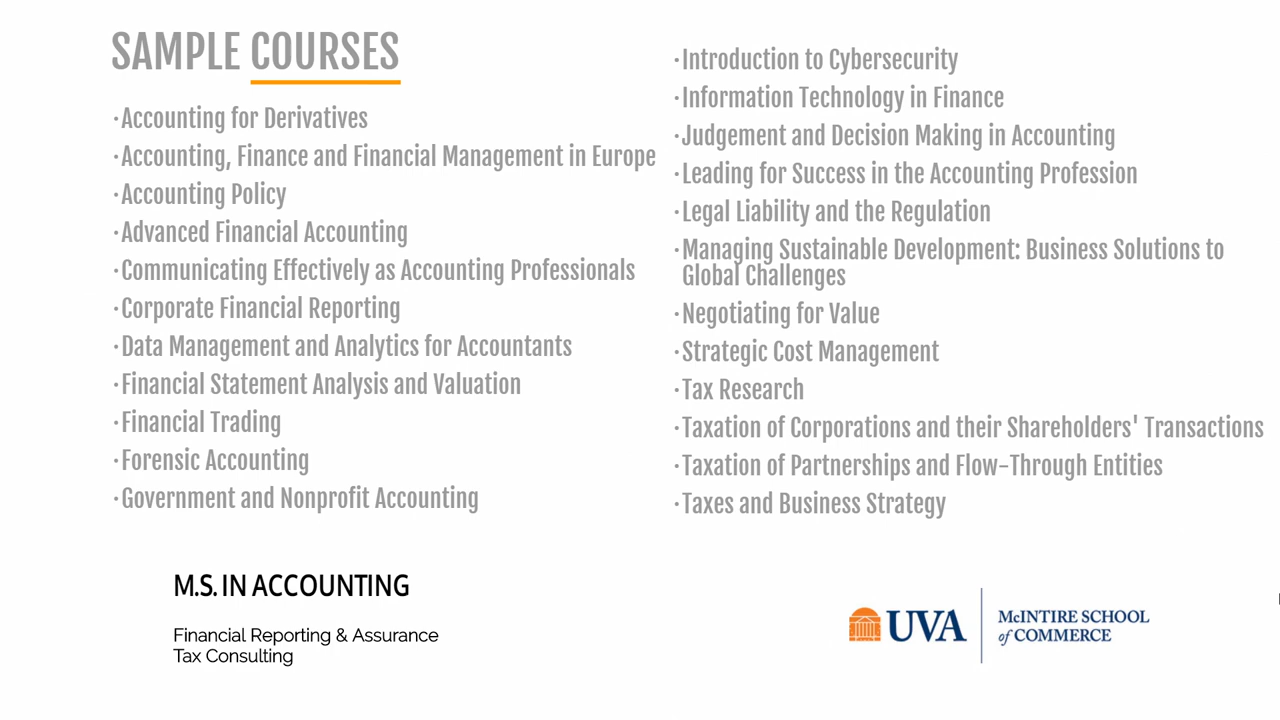 SAMPLE COURSES
·Accounting for Derivatives
·Accounting, Finance and Financial Management in Europe
·Accounting Policy
·Advanced Financial Accounting
·Communicating Effectively as Accounting Professionals
·Corporate Financial Reporting
·Data Management and Analytics for Accountants
·Financial Statement Analysis and Valuation
·Financial Trading
·Forensic Accounting
·Government and Nonprofit Accounting
·Introduction to Cybersecurity
·Information Technology in Finance
·Judgement and Decision Making in Accounting
·Leading for Success in the Accounting Profession
·Legal Liability and the Regulation
·Managing Sustainable Development: Business Solutions to
Global Challenges
·Negotiating for Value
·Strategic Cost Management
·Tax Research
·Taxation of Corporations and their Shareholders' Transactions
·Taxation of Partnerships and Flow-Through Entities
·Taxes and Business Strategy
M.S. IN ACCOUNTING
Financial Reporting & Assurance
Tax Consulting
UVA
McINTIRE SCHOOL
of COMMERCE